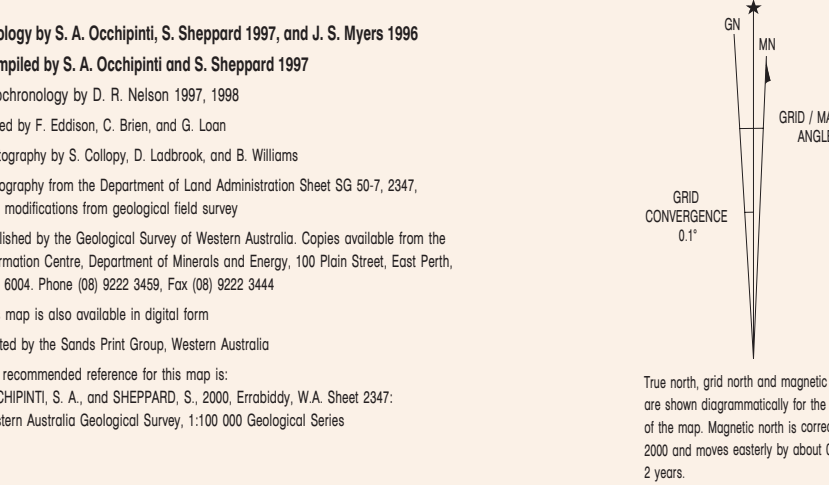 ology by S. A. Occhipinti, S. Sheppard 1997, and J. S. Myers 1996
mpiled by S. A. Occhipinti and S. Sheppard 1997
ochronology by D. R. Nelson 1997, 1998
ed by F. Eddison, C. Brien, and G. Loan
tography by S. Collopy, D. Ladbrook, and B. Williams
ography from the Department of Land Administration Sheet SG 50-7, 2347,
modifications from geological field survey
lished by the Geological Survey of Western Australia. Copies available from the
rmation Centre, Department of Minerals and Energy, 100 Plain Street, East Perth,
6004. Phone (08) 9222 3459, Fax (08) 9222 3444
map is also available in digital form
ted by the Sands Print Group, Western Australia
recommended reference for this map is:
CHIPINTI, S. A., and SHEPPARD, S., 2000, Errabiddy, W.A. Sheet 2347:
stern Australia Geological Survey, 1:100 000 Geological Series
GN
MN
GRID / MA
ANGLE
GRID
CONVERGENCE
0.1°
True north, grid north and magnetic
are shown diagrammatically for the
of the map. Magnetic north is correc
2000 and moves easterly by about 0
2 years.